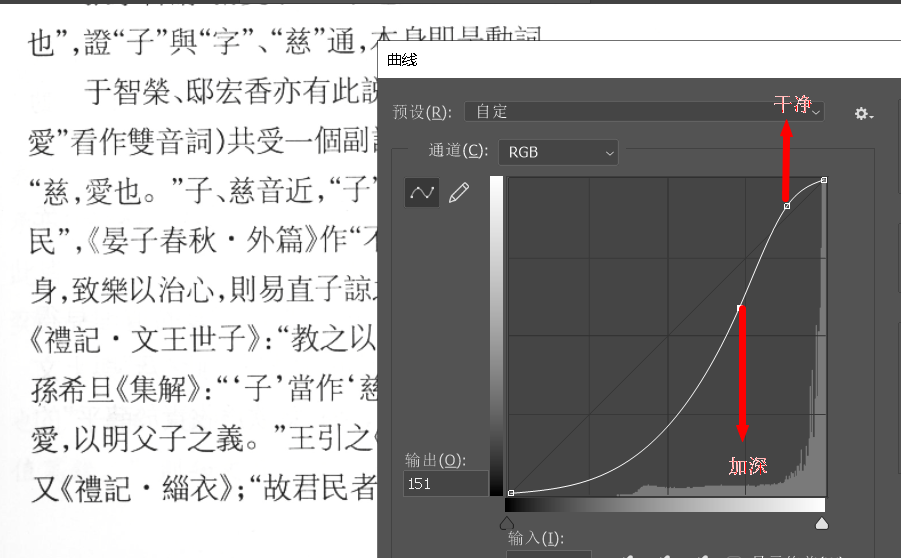 也”,證“子”與“字”、“慈”通,本身即是動詞
于智榮、邸宏香亦有此説
愛”看作雙音詞)共受一個副詞
“慈,愛也。”子、慈音近,“子”
民”,《晏子春秋·外篇》作“不
身,致樂以治心,則易直子諒之
《禮記·文王世子》:“教之以
孫希旦《集解》:“‘子’當作‘慈
愛,以明父子之義。”王引之《
又《禮記·緇衣》;“故君民者
曲线
预设(R): 自定
干净
通道(C): RGB
加深
输出(O):
151
输入(I):